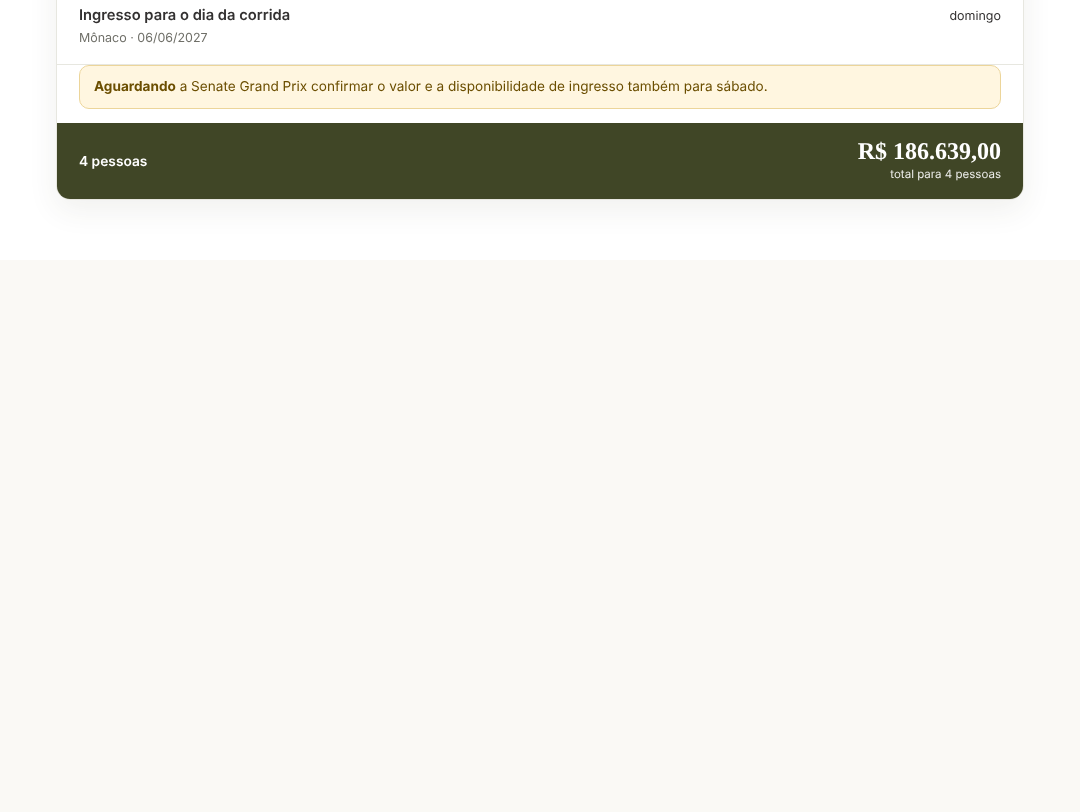 Ingresso para o dia da corrida
domingo
Mônaco · 06/06/2027
Aguardando a Senate Grand Prix confirmar o valor e a disponibilidade de ingresso também para sábado.
4 pessoas
R$ 186.639,00
total para 4 pessoas